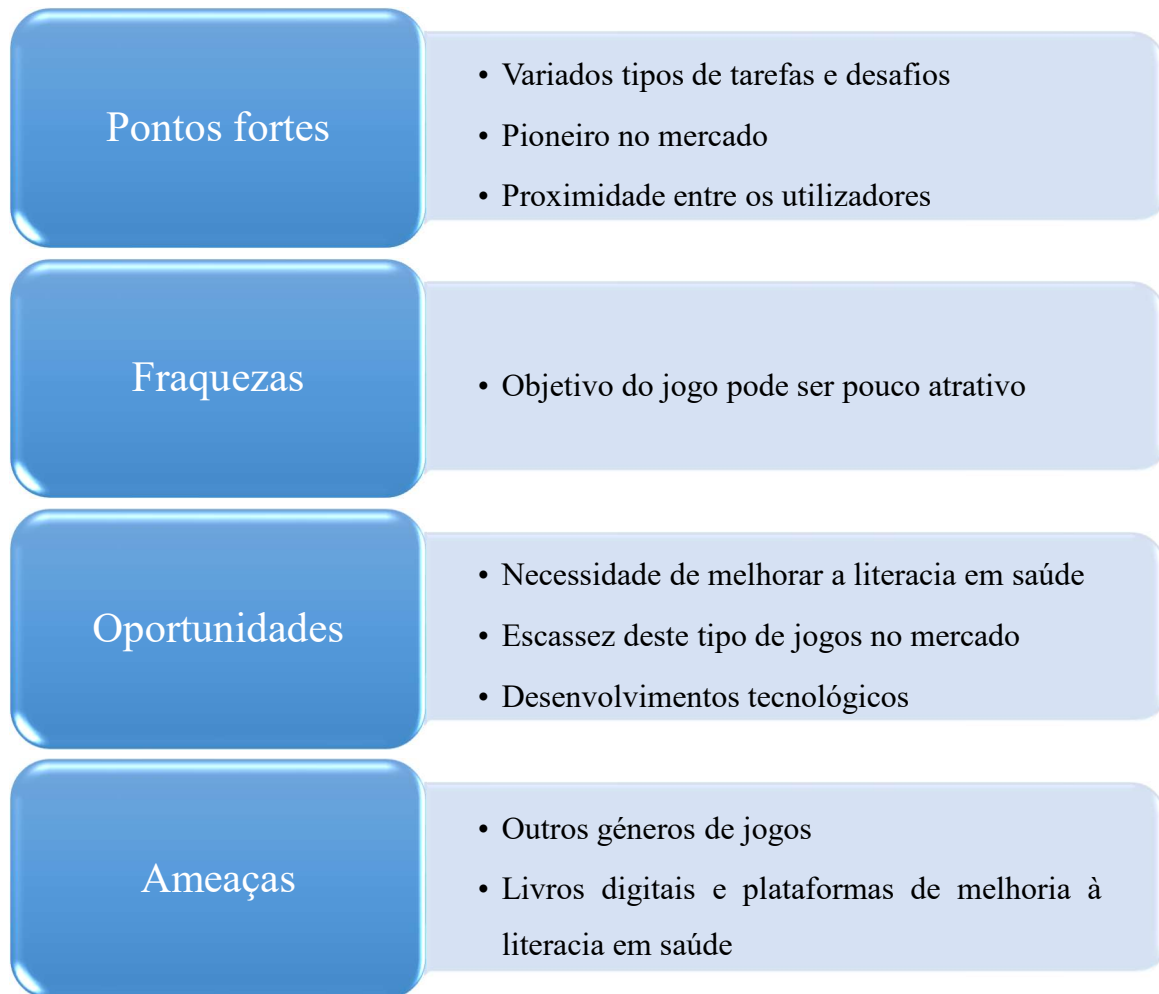 Pontos fortes
• Variados tipos de tarefas e desafios
• Pioneiro no mercado
• Proximidade entre os utilizadores
Fraquezas
• Objetivo do jogo pode ser pouco atrativo
Oportunidades
• Necessidade de melhorar a literacia em saúde
• Escassez deste tipo de jogos no mercado
• Desenvolvimentos tecnológicos
Ameaças
• Outros géneros de jogos
• Livros digitais e plataformas de melhoria à
literacia em saúde